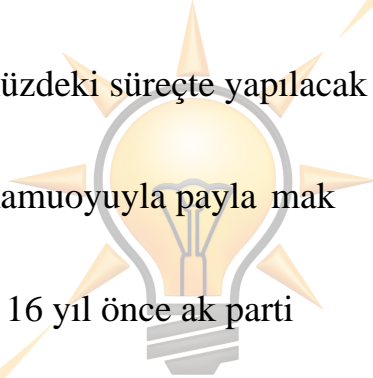 üzdeki süreçte yapılacak
amuoyuyla payla mak
16 yıl önce ak parti